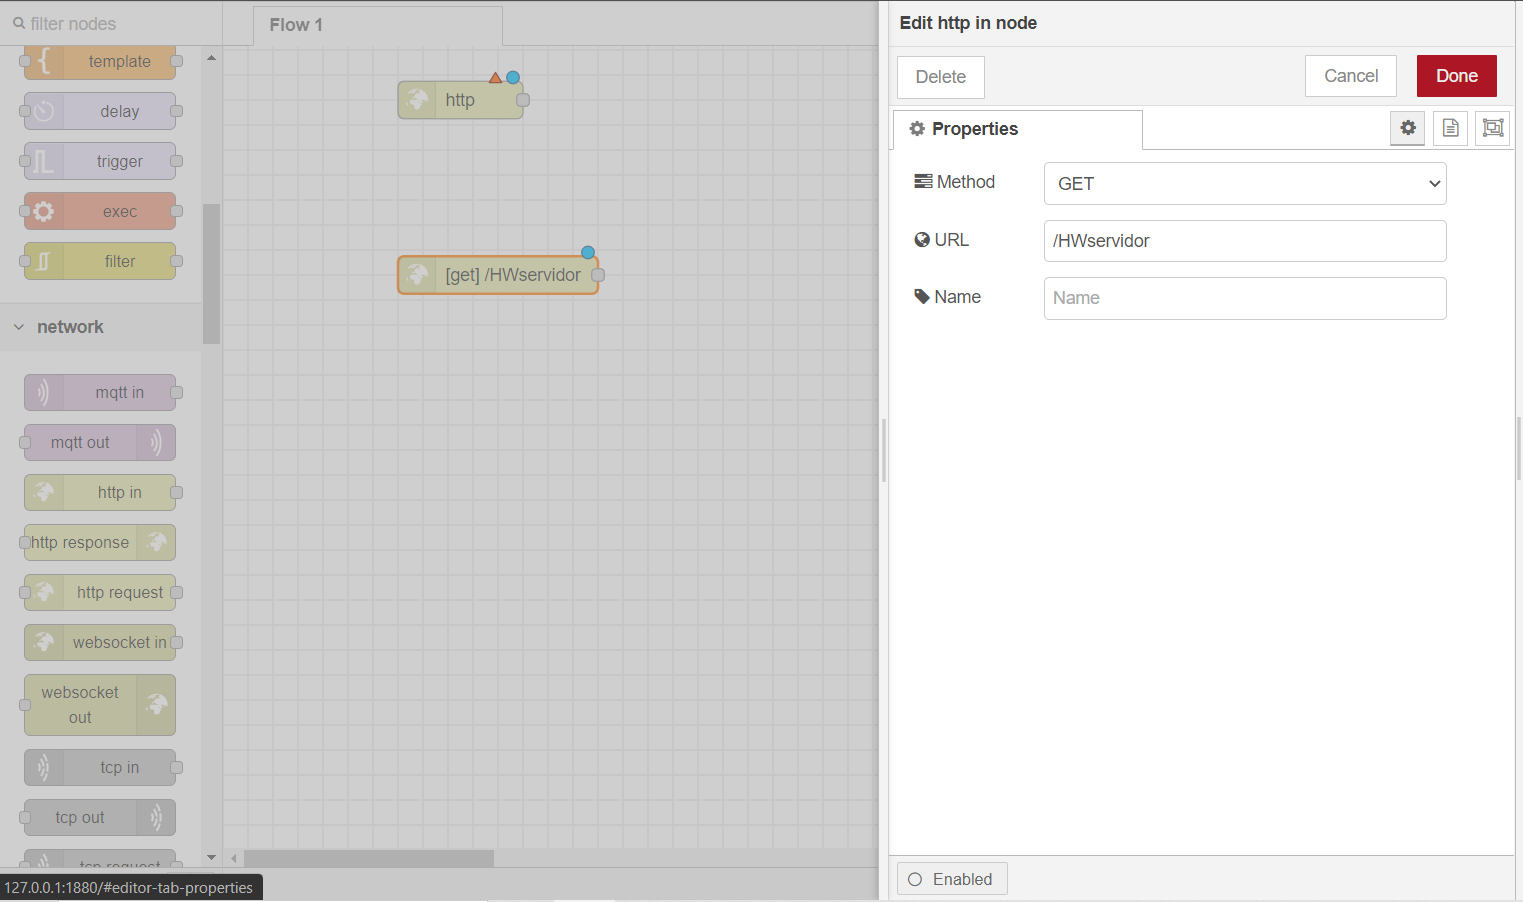 filter nodes
template
delay
trigger
exec
filter
network
mqtt in
mqtt out
http in
http response
http request
websocket in
websocket
out
tcp in
tcp out
tcp request
127.0.0.1:1880/#editor-tab-properties
Flow 1
http
[get] /HWservidor
Edit http in node
Delete
Cancel
Done
Properties
Method
GET
URL
/HWservidor
Name
Name
Enabled